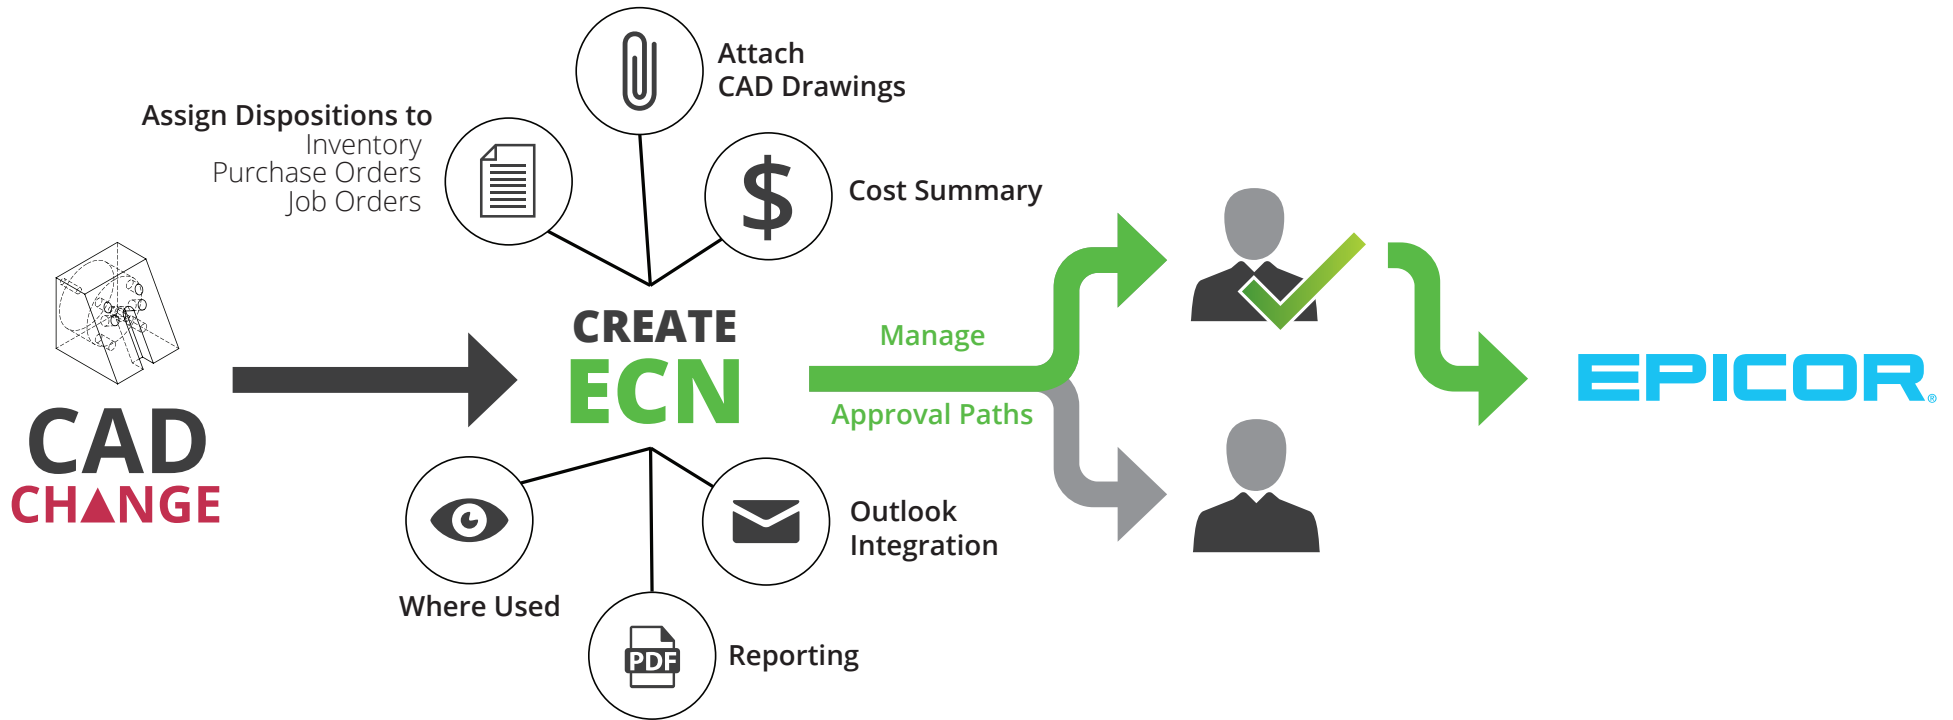 Attach
CAD Drawings
Assign Dispositions to
Inventory
Purchase Orders
Job Orders
$
Cost Summary
CAD
CHANGE
CREATE
ECN
Manage
Approval Paths
EPICOR®
Where Used
Outlook
Integration
PDF
Reporting